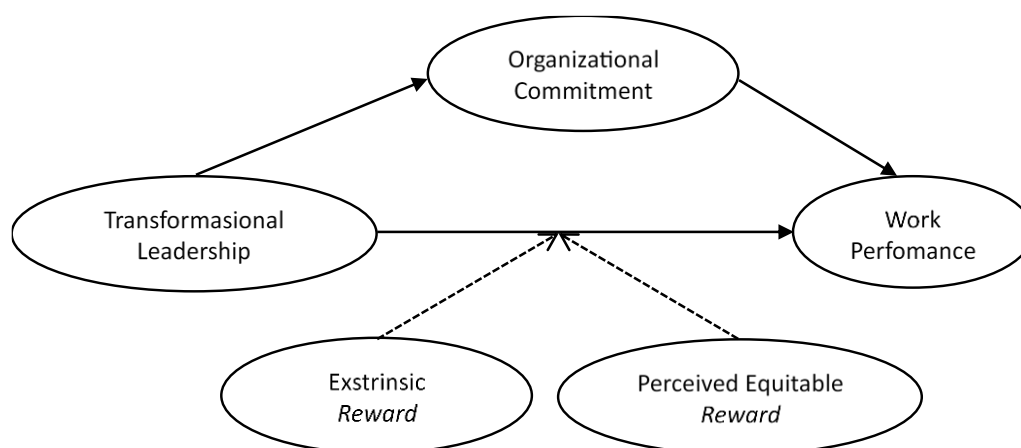 Organizational
Commitment
Transformasional
Leadership
Work
Perfomance
Exstrinsic
Reward
Perceived Equitable
Reward